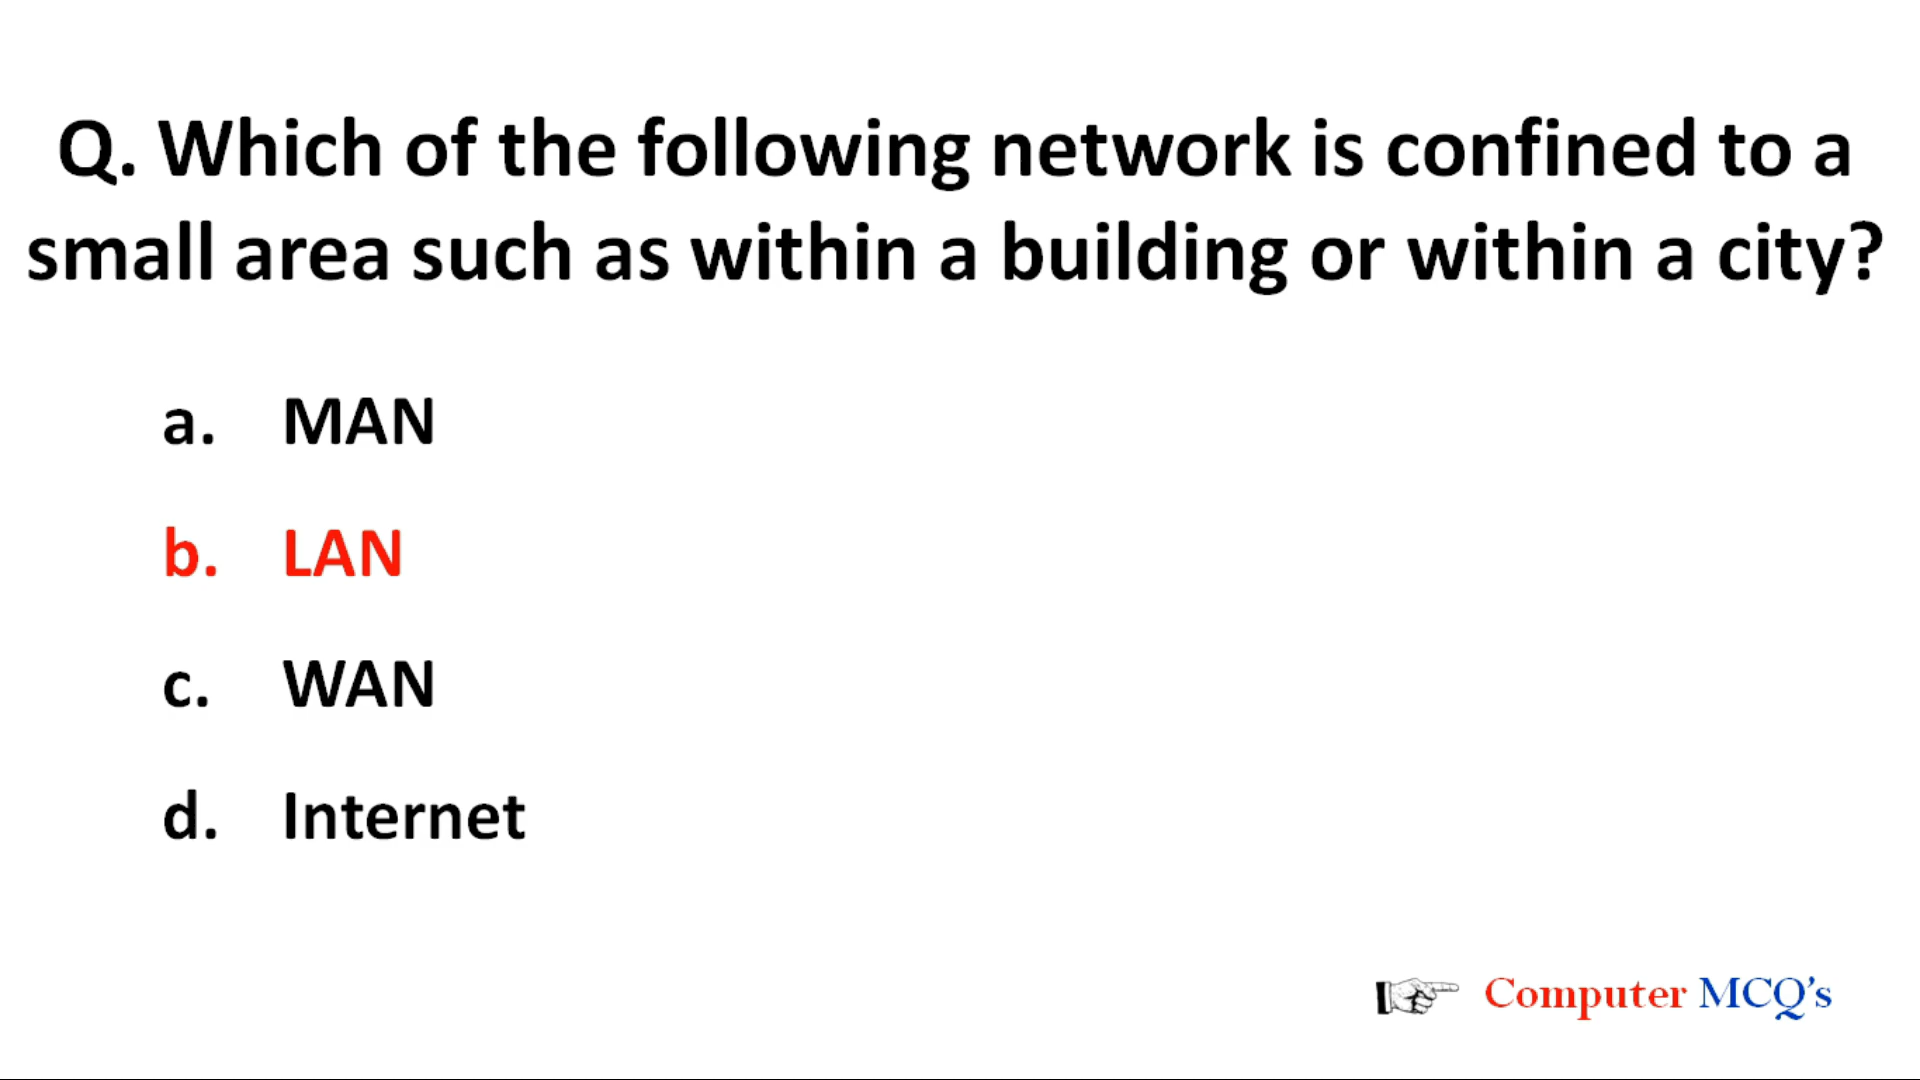 Q. Which of the following network is confined to a
small area such as within a building or within a city?
a. MAN
b. LAN
c. WAN
d. Internet
Computer MCQ’s